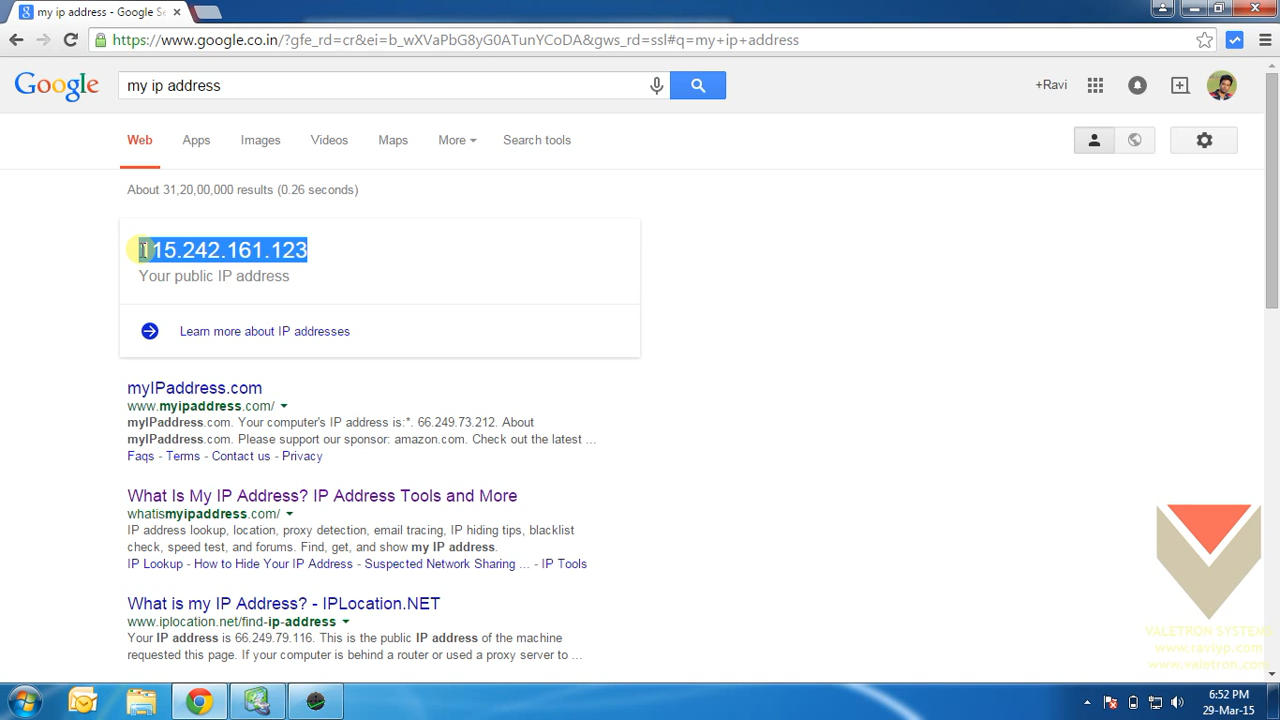 my ip address - Google Se
https://www.google.co.in/?gfe_rd=cr&ei=b_wXVaPbG8yG0ATunYCoDA&gws_rd=ssl#q=my+ip+address
Google
my ip address
+Ravi
Web
Apps
Images
Videos
Maps
More
Search tools
About 31,20,00,000 results (0.26 seconds)
115.242.161.123
Your public IP address
Learn more about IP addresses
myIPaddress.com
www.myipaddress.com/
myIPaddress.com. Your computer's IP address is:*. 66.249.73.212. About
myIPaddress.com. Please support our sponsor: amazon.com. Check out the latest ...
Faqs - Terms - Contact us - Privacy
What Is My IP Address? IP Address Tools and More
whatismyipaddress.com/
IP address lookup, location, proxy detection, email tracing, IP hiding tips, blacklist
check, speed test, and forums. Find, get, and show my IP address.
IP Lookup - How to Hide Your IP Address - Suspected Network Sharing ... - IP Tools
What is my IP Address? - IPLocation.NET
www.iplocation.net/find-ip-address
Your IP address is 66.249.79.116. This is the public IP address of the machine
requested this page. If your computer is behind a router or used a proxy server to ...
VALETRON SYSTEMS
www.raviyp.com
www.valetron.com
6:52 PM
29-Mar-15